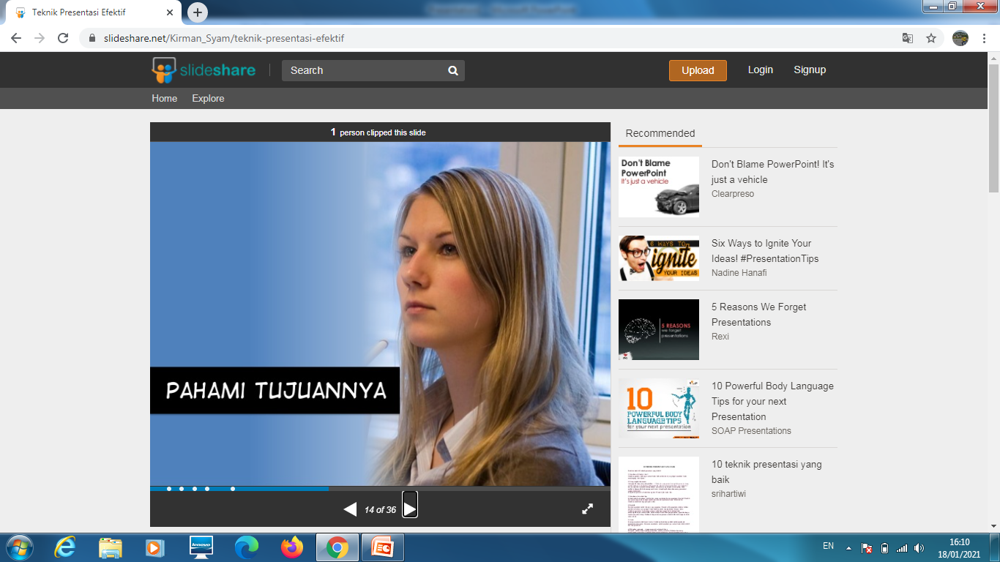 Teknik Presentasi Efektif
slideshare.net/Kirman_Syam/teknik-presentasi-efektif
slideshare
Search
Upload
Login
Signup
Home
Explore
1 person clipped this slide
PAHAMI TUJUANNYA
14 of 36
Recommended
Don't Blame
PowerPoint
It's just a vehicle
Don't Blame PowerPoint! It's
just a vehicle
Clearpreso
6 WAYS TO
ignite
YOUR IDEAS
Six Ways to Ignite Your
Ideas! #PresentationTips
Nadine Hanafi
5 REASONS
we forget
presentations
5 Reasons We Forget
Presentations
Rexi
10
POWERFUL BODY
LANGUAGE TIPS
for your next presentation
10 Powerful Body Language
Tips for your next
Presentation
SOAP Presentations
10 teknik presentasi yang
baik
srihartiwi
lenovo
EN
16:10
18/01/2021